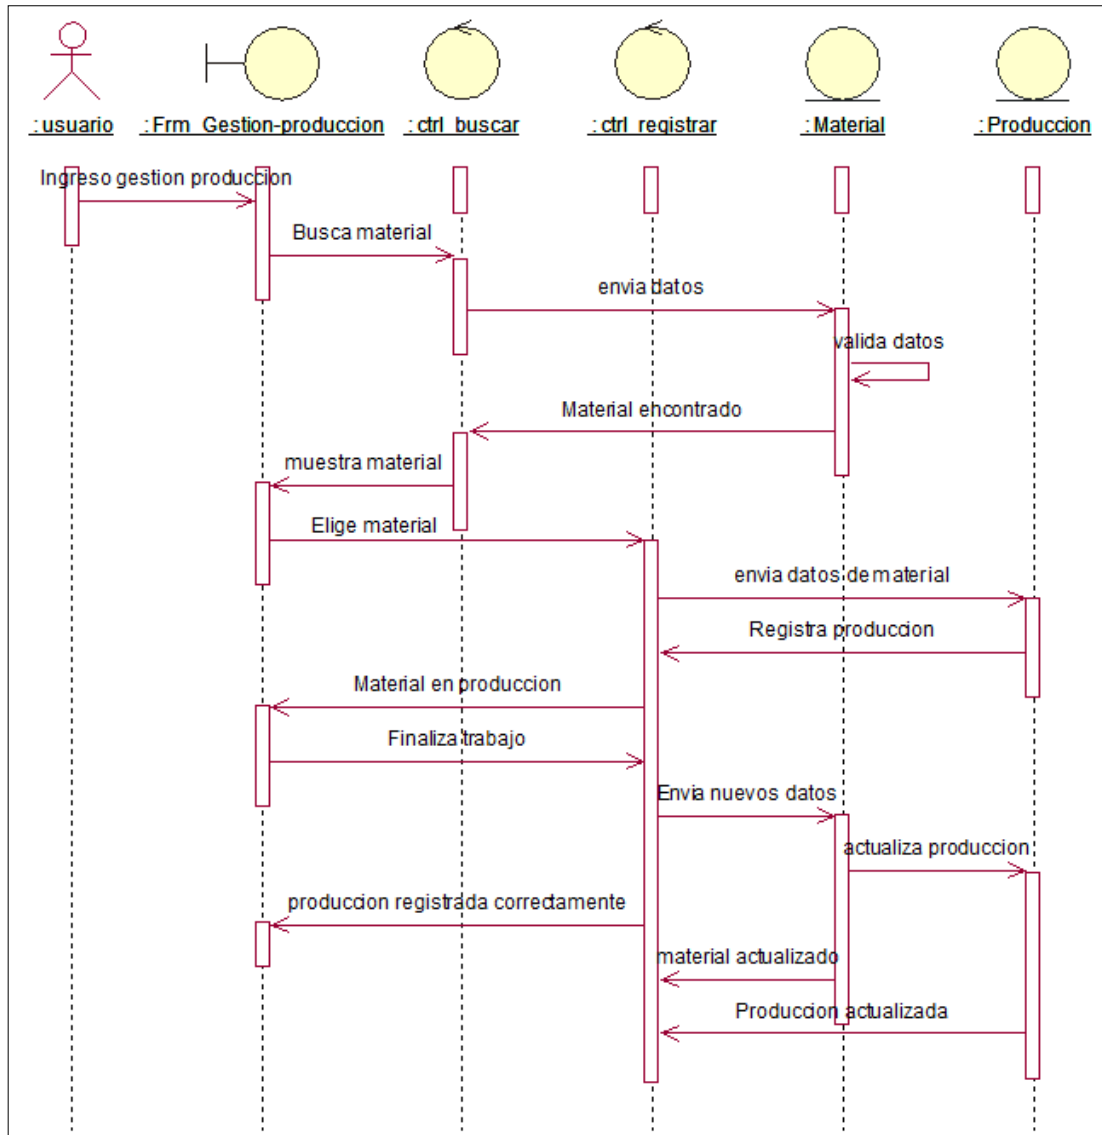 : usuario
: Frm_Gestion-produccion
: ctrl_buscar
: ctrl_registrar
: Material
: Produccion
Ingreso gestion produccion
Busca material
envia datos
valida datos
Material encontrado
muestra material
Elige material
envia datos de material
Registra produccion
Material en produccion
Finaliza trabajo
Envia nuevos datos
actualiza produccion
produccion registrada correctamente
material actualizado
Produccion actualizada